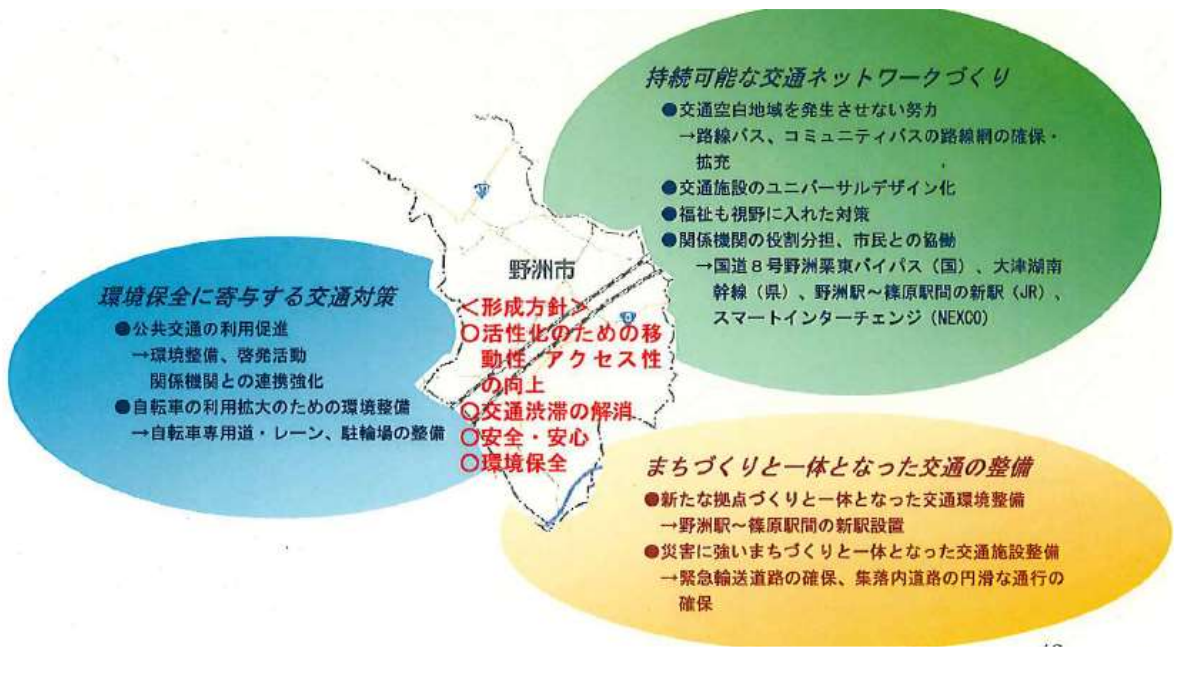 持続可能な交通ネットワークづくり
●交通空白地域を発生させない努力
→路線バス、コミュニティバスの路線網の確保・
拡充
●交通施設のユニバーサルデザイン化
●福祉も視野に入れた対策
●関係機関の役割分担、市民との協働
→国道8号野洲栗東バイパス(国)、大津湖南
幹線(県)、野洲駅~篠原駅間の新駅(JR)、
スマートインターチェンジ(NEXCO)
野洲市
<形成方針>
○活性化のための移
動性、アクセス性
の向上
○交通渋滞の解消
○安全・安心
○環境保全
環境保全に寄与する交通対策
●公共交通の利用促進
→環境整備、啓発活動
関係機関との連携強化
●自転車の利用拡大のための環境整備
→自転車専用道・レーン、駐輪場の整備
まちづくりと一体となった交通の整備
●新たな拠点づくりと一体となった交通環境整備
→野洲駅~篠原駅間の新駅設置
●災害に強いまちづくりと一体となった交通施設整備
→緊急輸送道路の確保、集落内道路の円滑な通行の
確保